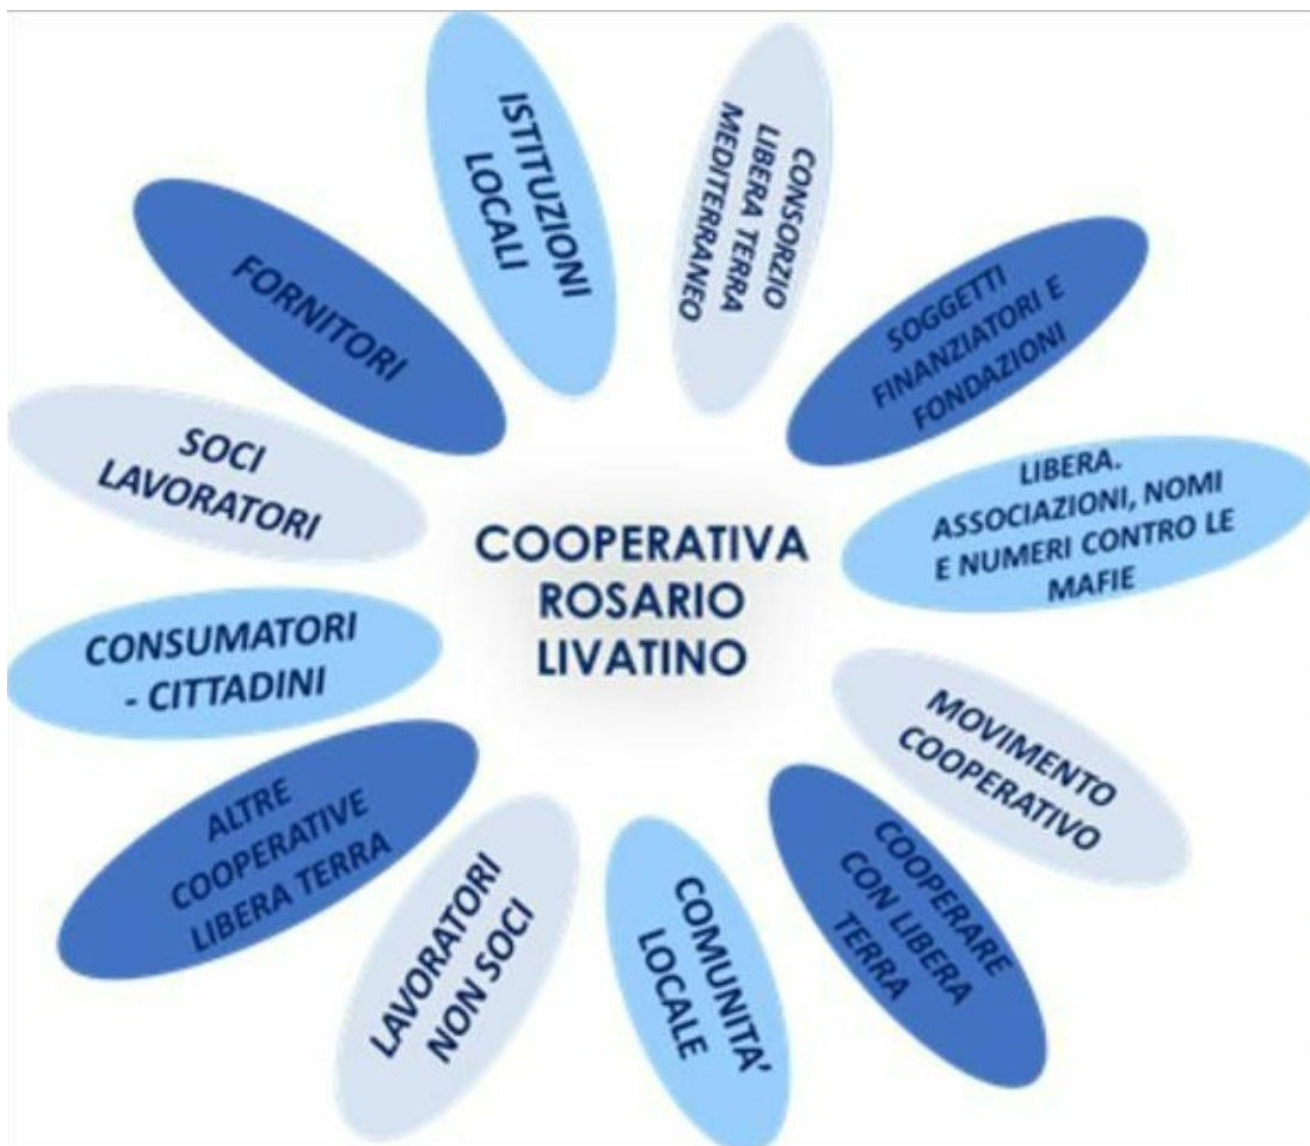 ISTITUZIONI
LOCALI
CONSORZIO
LIBERA TERRA
MEDITERRANEO
SOGGETTI
FINANZIATORI E
FONDAZIONI
LIBERA.
ASSOCIAZIONI, NOMI
E NUMERI CONTRO LE
MAFIE
MOVIMENTO
COOPERATIVO
COOPERARE
CON LIBERA
TERRA
COMUNITA'
LOCALE
LAVORATORI
NON SOCI
ALTRE
COOPERATIVE
LIBERA TERRA
CONSUMATORI
- CITTADINI
SOCI
LAVORATORI
FORNITORI
COOPERATIVA
ROSARIO
LIVATINO